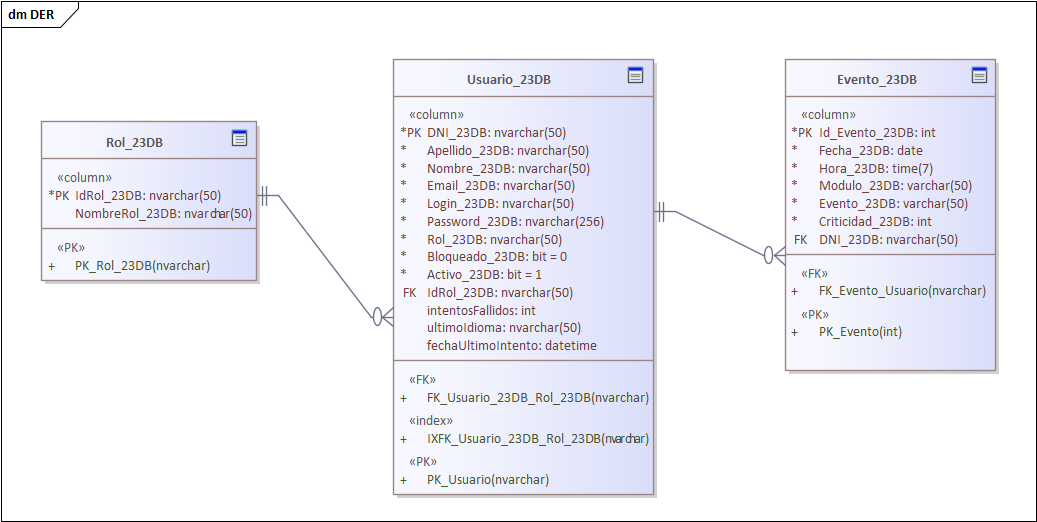 dm DER
Rol_23DB
«column»
*PK IdRol_23DB: nvarchar(50)
NombreRol_23DB: nvarchar(50)
«PK»
+ PK_Rol_23DB(nvarchar)
Usuario_23DB
«column»
*PK DNI_23DB: nvarchar(50)
* Apellido_23DB: nvarchar(50)
* Nombre_23DB: nvarchar(50)
* Email_23DB: nvarchar(50)
* Login_23DB: nvarchar(50)
* Password_23DB: nvarchar(256)
* Rol_23DB: nvarchar(50)
* Bloqueado_23DB: bit = 0
* Activo_23DB: bit = 1
FK IdRol_23DB: nvarchar(50)
intentosFallidos: int
ultimoIdioma: nvarchar(50)
fechaUltimoIntento: datetime
«FK»
+ FK_Usuario_23DB_Rol_23DB(nvarchar)
«index»
+ IXFK_Usuario_23DB_Rol_23DB(nvarchar)
«PK»
+ PK_Usuario(nvarchar)
Evento_23DB
«column»
*PK Id_Evento_23DB: int
* Fecha_23DB: date
* Hora_23DB: time(7)
* Modulo_23DB: varchar(50)
* Evento_23DB: varchar(50)
* Criticidad_23DB: int
FK DNI_23DB: nvarchar(50)
«FK»
+ FK_Evento_Usuario(nvarchar)
«PK»
+ PK_Evento(int)